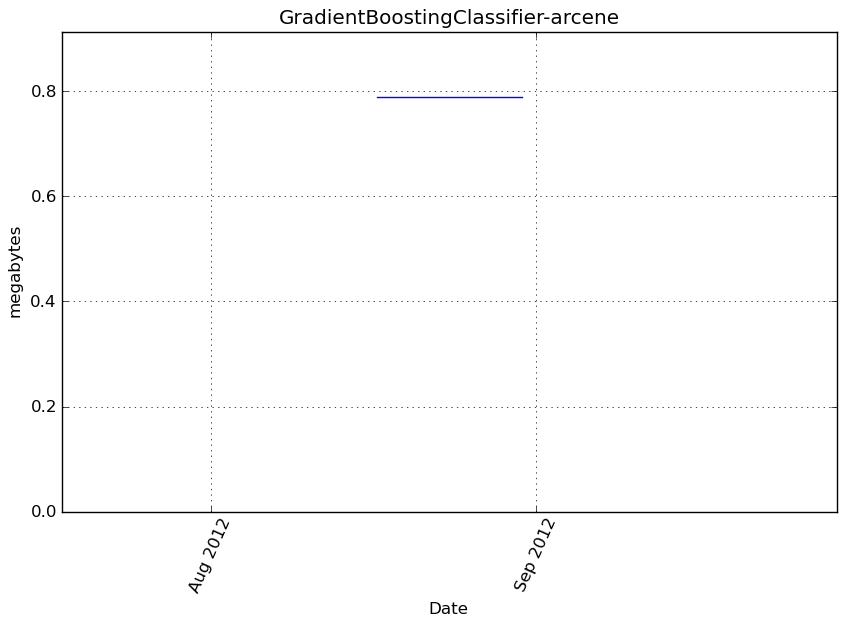 GradientBoostingClassifier-arcene
0.8
0.6
0.4
0.2
0.0
megabytes
Aug 2012
Sep 2012
Date